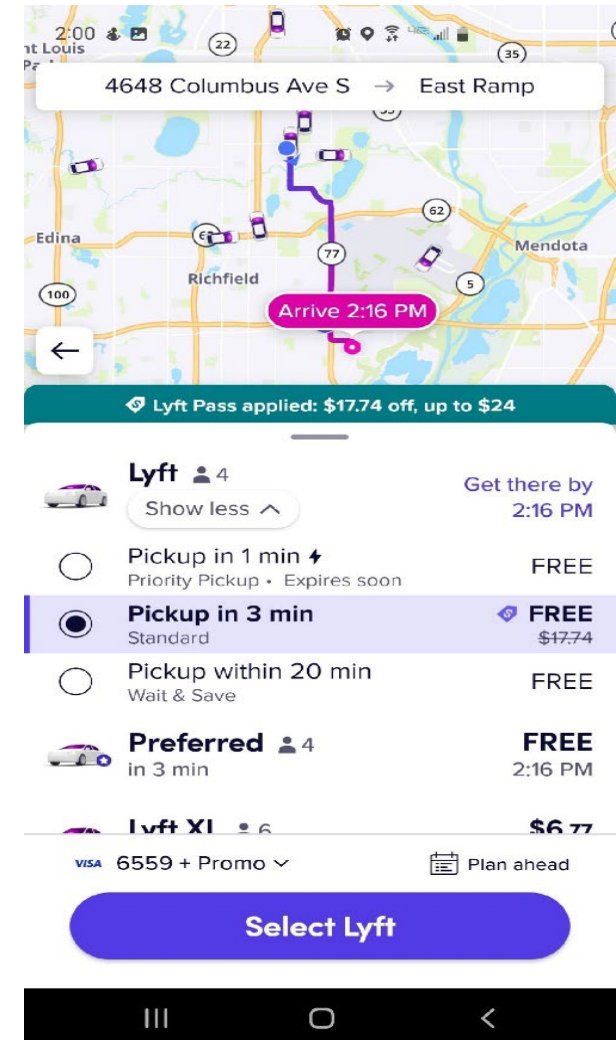 2:00
nt Louis
22
35
4648 Columbus Ave S → East Ramp
62
Edina
77
Mendota
Richfield
5
100
Arrive 2:16 PM
Lyft Pass applied: $17.74 off, up to $24
Lyft 4
Show less
Get there by
2:16 PM
Pickup in 1 min
FREE
Priority Pickup • Expires soon
Pickup in 3 min
FREE
Standard
$17.74
Pickup within 20 min
FREE
Wait & Save
Preferred 4
FREE
in 3 min
2:16 PM
Lyft XL 6
$6.77
VISA 6559 + Promo
Plan ahead
Select Lyft